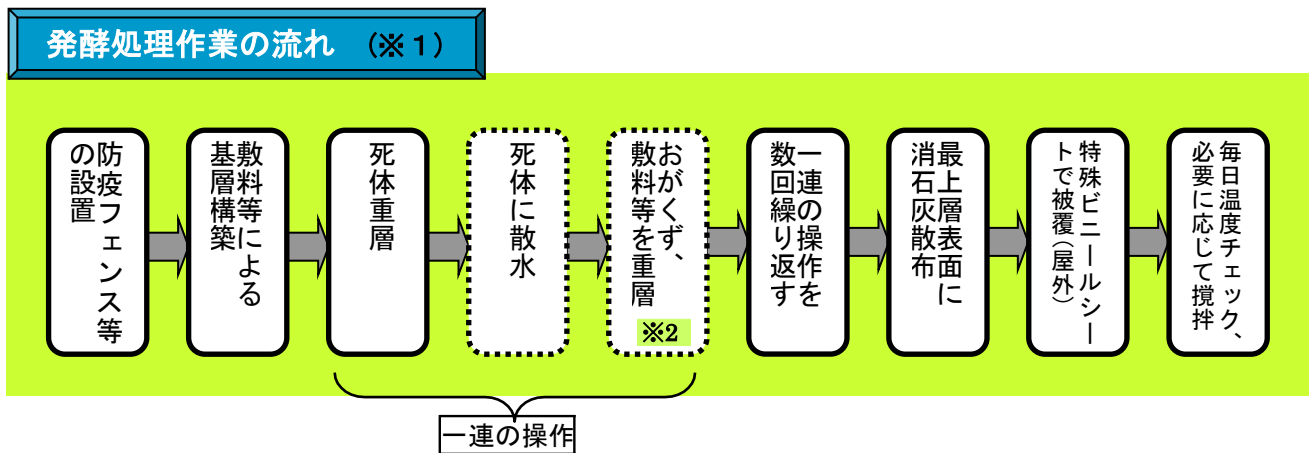 発酵処理作業の流れ （※１）
防疫フェンス等
の設置
敷料等による
基層構築
死体重層
死体に散水
おがくず、
敷料等を重層
※2
一連の操作を
数回繰り返す
最上層表面に
消石灰散布
特殊ビニールシー
トで被覆（屋外）
毎日温度チェック、
必要に応じて撹拌
一連の操作